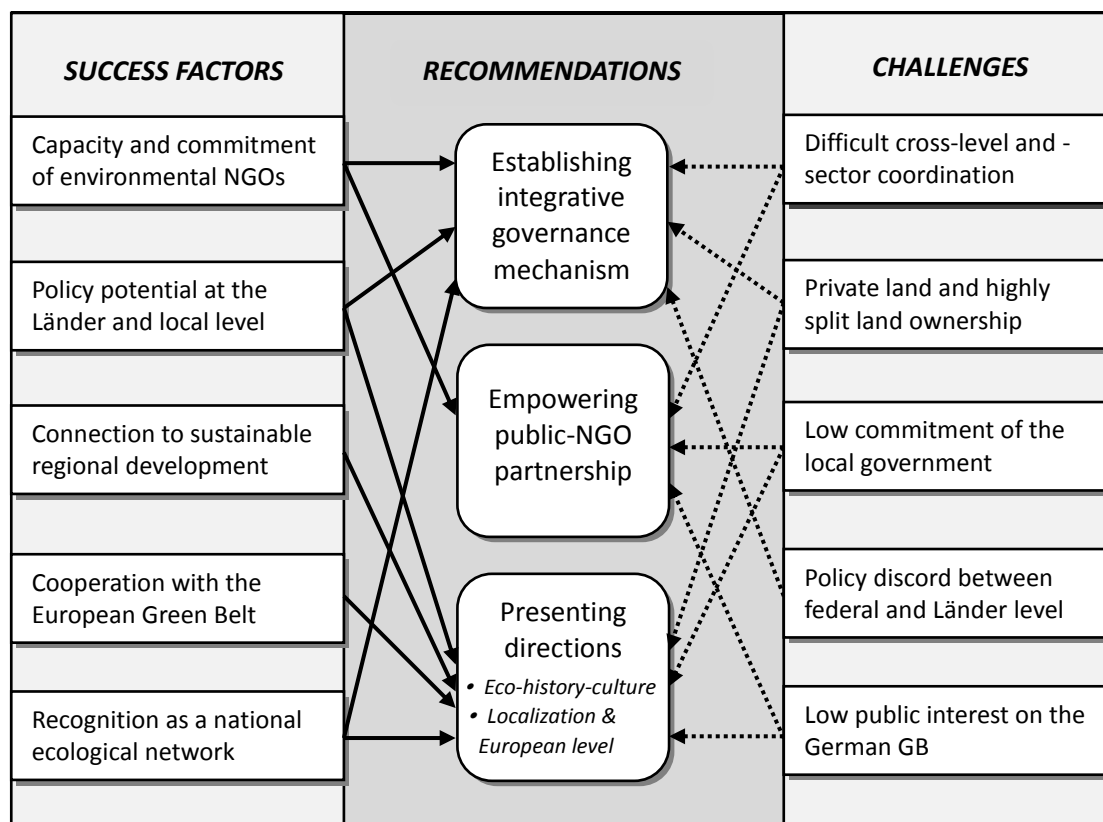 SUCCESS FACTORS
Capacity and commitment
of environmental NGOs
Policy potential at the
Länder and local level
Connection to sustainable
regional development
Cooperation with the
European Green Belt
Recognition as a national
ecological network
RECOMMENDATIONS
Establishing
integrative
governance
mechanism
Empowering
public-NGO
partnership
Presenting
directions
• Eco-history-culture
• Localization &
European level
CHALLENGES
Difficult cross-level and -
sector coordination
Private land and highly
split land ownership
Low commitment of the
local government
Policy discord between
federal and Länder level
Low public interest on the
German GB